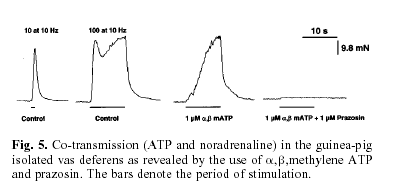 10 at 10 Hz
100 at 10 Hz
10 s
9.8 mN
Control
Control
1 μM α,β mATP
1 μM α,β mATP + 1 μM Prazosin
Fig. 5. Co-transmission (ATP and noradrenaline) in the guinea-pig
isolated vas deferens as revealed by the use of α,β,methylene ATP
and prazosin. The bars denote the period of stimulation.